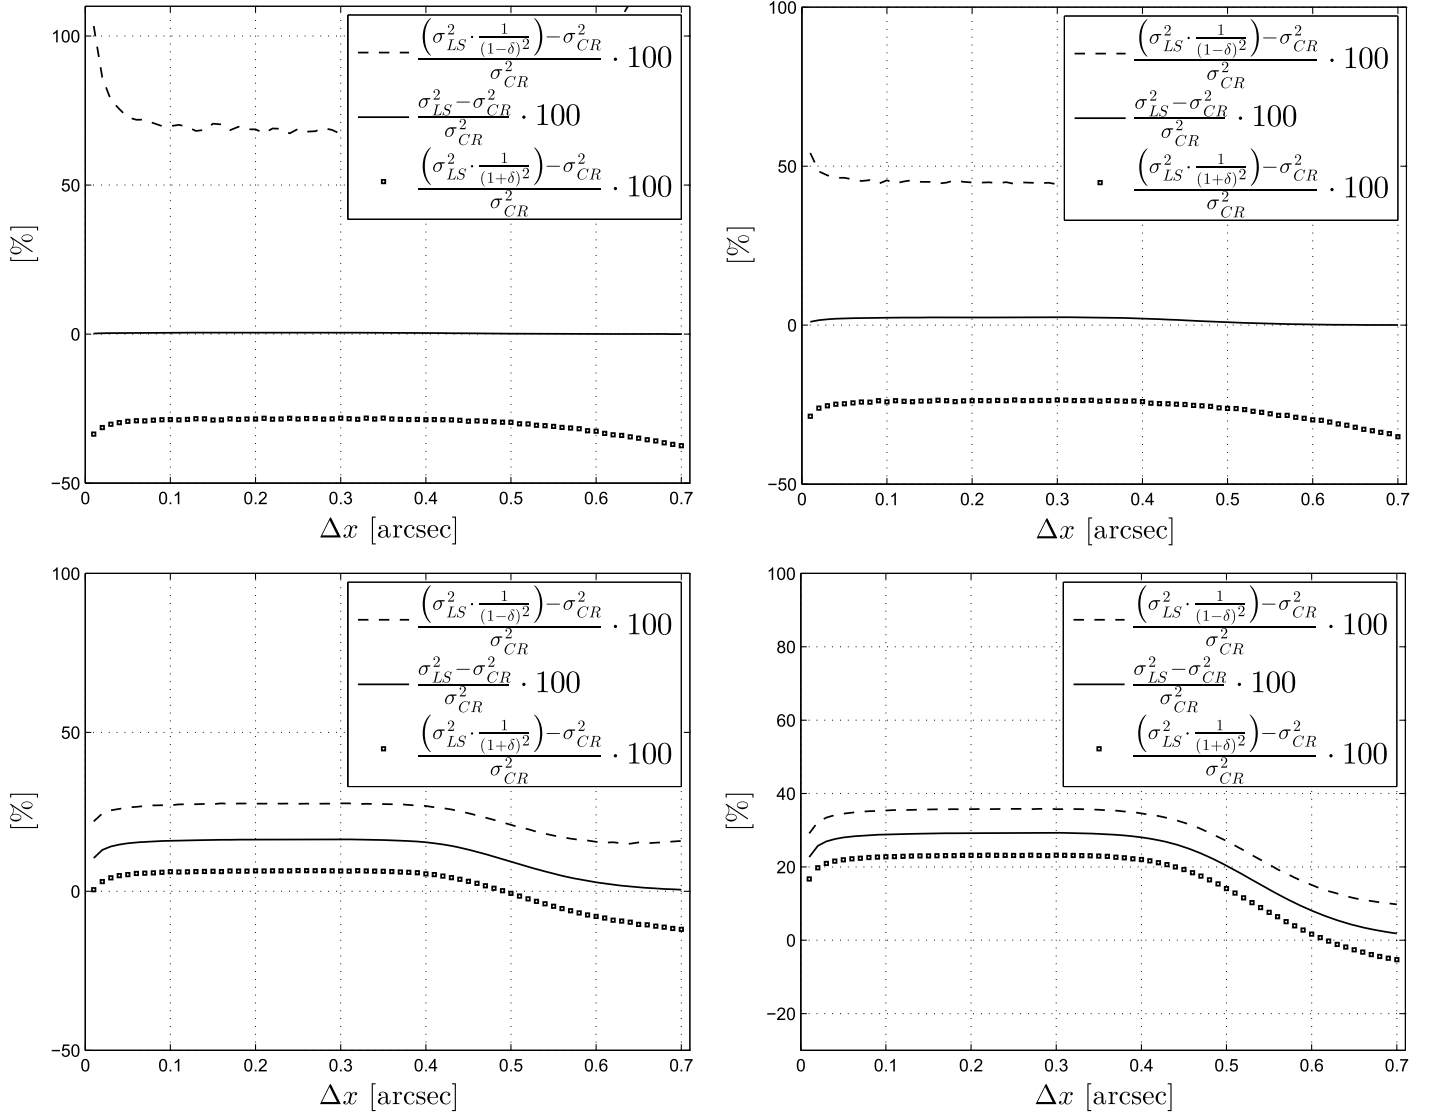 100
50
0
−50
[%]
0 0.1 0.2 0.3 0.4 0.5 0.6 0.7
Δx [arcsec]
(σ²_LS · 1/(1−δ)²) − σ²_CR / σ²_CR · 100
σ²_LS − σ²_CR / σ²_CR · 100
(σ²_LS · 1/(1+δ)²) − σ²_CR / σ²_CR · 100
100
50
0
−50
[%]
0 0.1 0.2 0.3 0.4 0.5 0.6 0.7
Δx [arcsec]
(σ²_LS · 1/(1−δ)²) − σ²_CR / σ²_CR · 100
σ²_LS − σ²_CR / σ²_CR · 100
(σ²_LS · 1/(1+δ)²) − σ²_CR / σ²_CR · 100
100
50
0
−50
[%]
0 0.1 0.2 0.3 0.4 0.5 0.6 0.7
Δx [arcsec]
(σ²_LS · 1/(1−δ)²) − σ²_CR / σ²_CR · 100
σ²_LS − σ²_CR / σ²_CR · 100
(σ²_LS · 1/(1+δ)²) − σ²_CR / σ²_CR · 100
100
80
60
40
20
0
−20
[%]
0 0.1 0.2 0.3 0.4 0.5 0.6 0.7
Δx [arcsec]
(σ²_LS · 1/(1−δ)²) − σ²_CR / σ²_CR · 100
σ²_LS − σ²_CR / σ²_CR · 100
(σ²_LS · 1/(1+δ)²) − σ²_CR / σ²_CR · 100